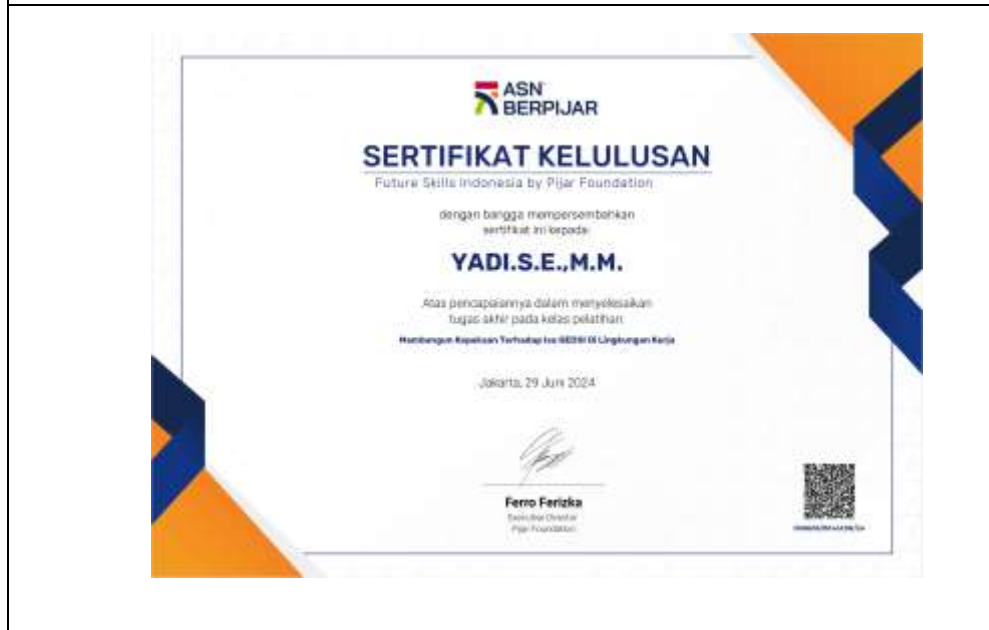 ASN
BERPIJAR
SERTIFIKAT KELULUSAN
Future Skills Indonesia by Pijar Foundation
dengan bangga mempersembahkan
sertifikat ini kepada:
YADI.S.E.,M.M.
Atas pencapaiannya dalam menyelesaikan
tugas akhir pada kelas pelatihan:
Membangun Kepekaan Terhadap Isu GEDSI Di Lingkungan Kerja
Jakarta, 29 Juni 2024
Ferro Ferizka
Executive Director
Pijar Foundation